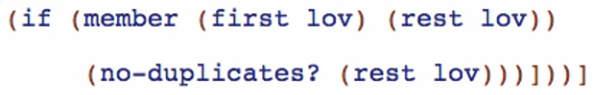 (if (member (first lov) (rest lov))
(no-duplicates? (rest lov)))]))]